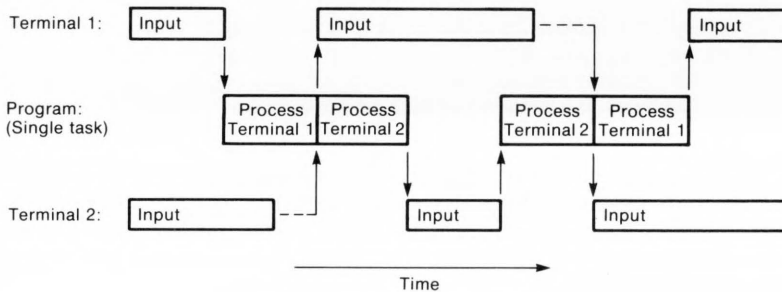 Terminal 1:
Input
Input
Input
Program:
(Single task)
Process
Terminal 1
Process
Terminal 2
Process
Terminal 2
Process
Terminal 1
Terminal 2:
Input
Input
Input
Time